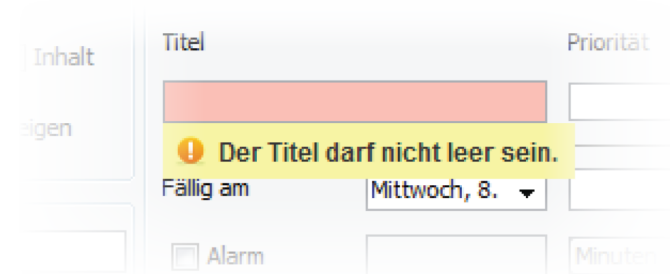 Titel
Priorität
Inhalt
eigen
Der Titel darf nicht leer sein.
Fällig am
Mittwoch, 8.
Alarm
Minuten